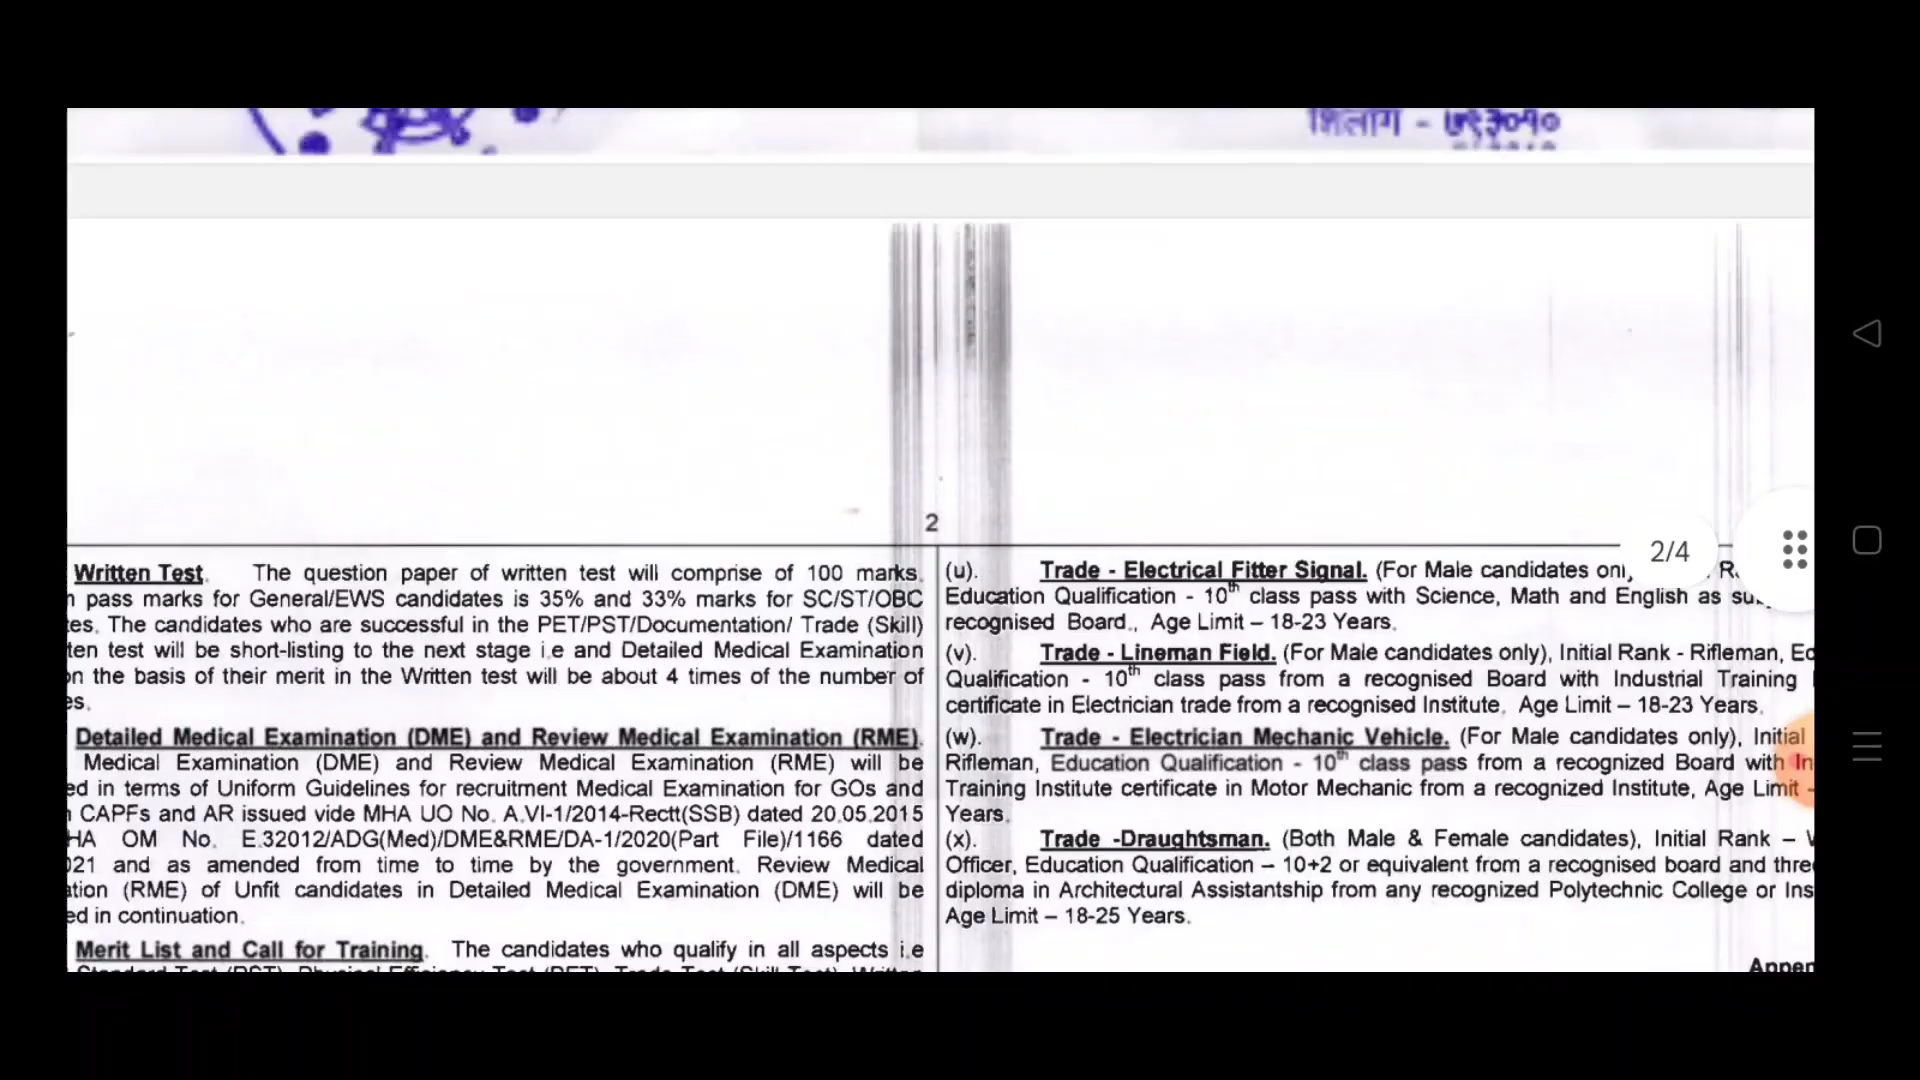 शिलांग - ७९३०१०
2
Written Test. The question paper of written test will comprise of 100 marks.
pass marks for General/EWS candidates is 35% and 33% marks for SC/ST/OBC
es. The candidates who are successful in the PET/PST/Documentation/ Trade (Skill)
ten test will be short-listing to the next stage i.e and Detailed Medical Examination
on the basis of their merit in the Written test will be about 4 times of the number of
es.
Detailed Medical Examination (DME) and Review Medical Examination (RME).
Medical Examination (DME) and Review Medical Examination (RME) will be
ed in terms of Uniform Guidelines for recruitment Medical Examination for GOs and
CAPFs and AR issued vide MHA UO No. A.VI-1/2014-Rectt(SSB) dated 20.05.2015
HA OM No. E.32012/ADG(Med)/DME&RME/DA-1/2020(Part File)/1166 dated
021 and as amended from time to time by the government. Review Medical
ation (RME) of Unfit candidates in Detailed Medical Examination (DME) will be
ed in continuation.
Merit List and Call for Training. The candidates who qualify in all aspects i.e
Standard Test (PST), Physical Efficiency Test (PET), Trade Test (Skill Test), Written
(u). Trade - Electrical Fitter Signal. (For Male candidates only
Education Qualification - 10th class pass with Science, Math and English as
recognised Board., Age Limit – 18-23 Years.
(v). Trade - Lineman Field. (For Male candidates only), Initial Rank - Rifleman, Ed
Qualification - 10th class pass from a recognised Board with Industrial Training
certificate in Electrician trade from a recognised Institute. Age Limit – 18-23 Years.
(w). Trade - Electrician Mechanic Vehicle. (For Male candidates only), Initial
Rifleman, Education Qualification - 10th class pass from a recognized Board with In
Training Institute certificate in Motor Mechanic from a recognized Institute, Age Limit -
Years.
(x). Trade -Draughtsman. (Both Male & Female candidates), Initial Rank – W
Officer, Education Qualification – 10+2 or equivalent from a recognised board and three
diploma in Architectural Assistantship from any recognized Polytechnic College or Ins
Age Limit – 18-25 Years.
Appen
2/4